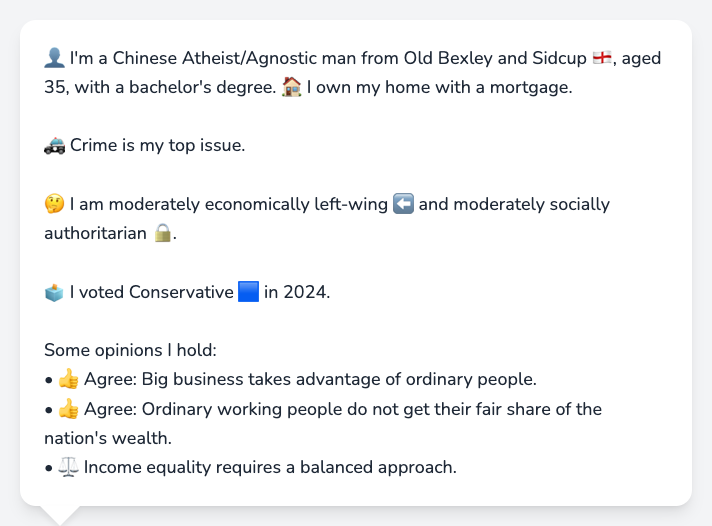 👤 I'm a Chinese Atheist/Agnostic man from Old Bexley and Sidcup 🏴󠁧󠁢󠁥󠁮󠁧󠁿, aged
35, with a bachelor's degree. 🏠 I own my home with a mortgage.
🚓 Crime is my top issue.
🤔 I am moderately economically left-wing ⬅️ and moderately socially
authoritarian 🔒.
🗳️ I voted Conservative 🟦 in 2024.
Some opinions I hold:
• 👍 Agree: Big business takes advantage of ordinary people.
• 👍 Agree: Ordinary working people do not get their fair share of the
nation's wealth.
• ⚖️ Income equality requires a balanced approach.